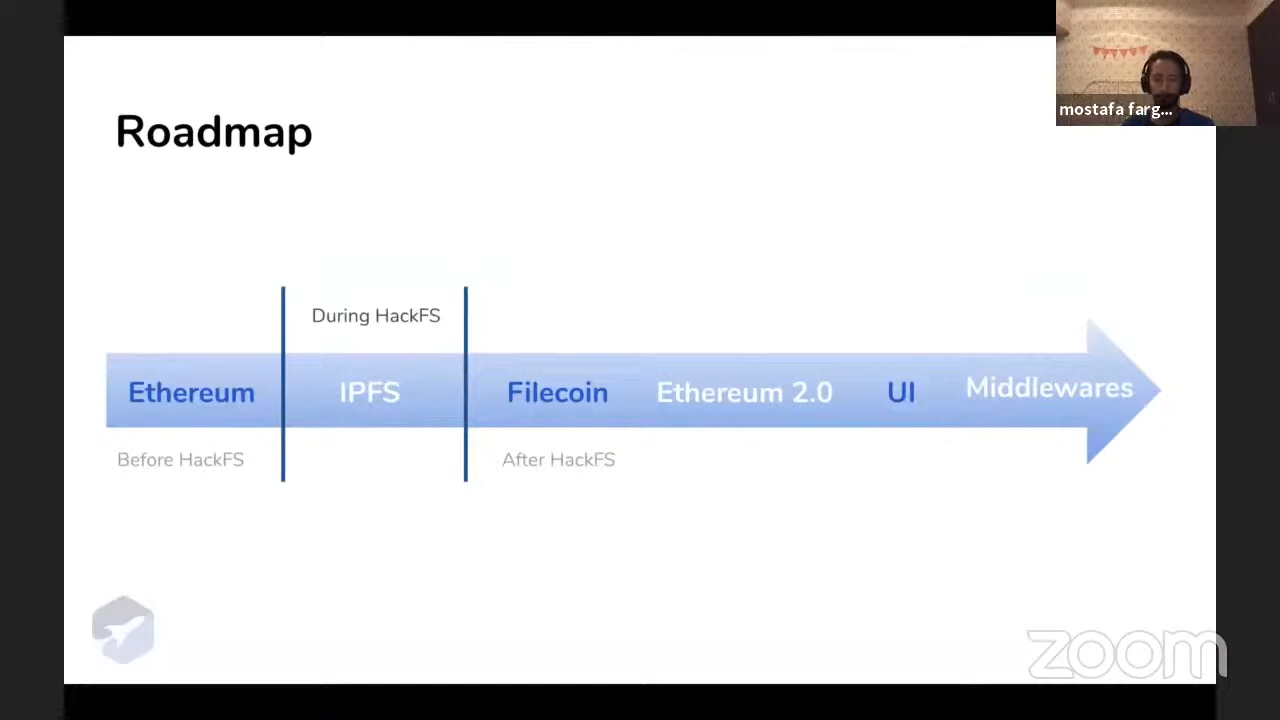 mostafa farg...
Roadmap
During HackFS
Ethereum IPFS Filecoin Ethereum 2.0 UI Middlewares
Before HackFS After HackFS
zoom